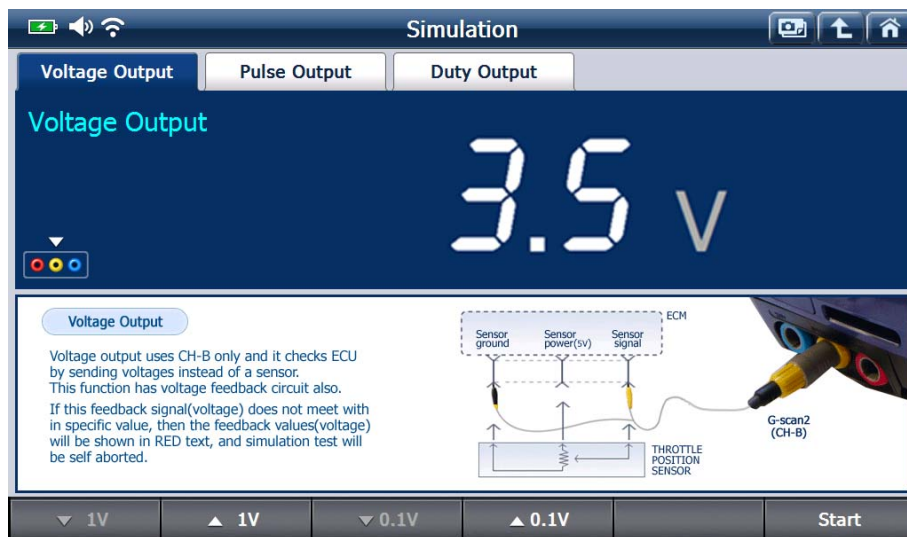 Simulation
Voltage Output
Pulse Output
Duty Output
Voltage Output
3.5 V
Voltage Output
Voltage output uses CH-B only and it checks ECU
by sending voltages instead of a sensor.
This function has voltage feedback circuit also.
If this feedback signal(voltage) does not meet with
in specific value, then the feedback values(voltage)
will be shown in RED text, and simulation test will
be self aborted.
ECM
Sensor
ground
Sensor
power(5V)
Sensor
signal
THROTTLE
POSITION
SENSOR
G-scan2
(CH-B)
▼ 1V
▲ 1V
▼ 0.1V
▲ 0.1V
Start